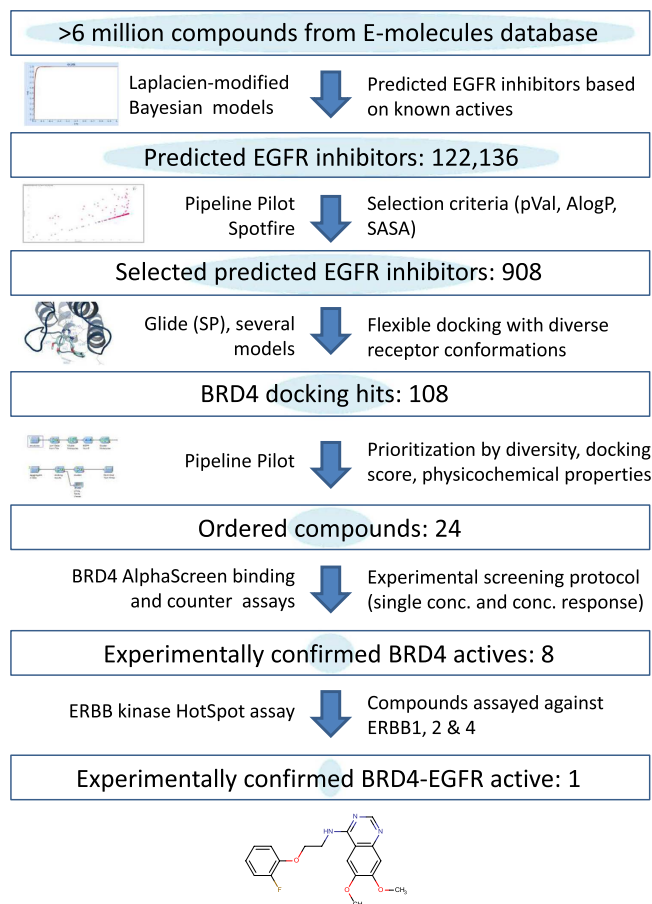 >6 million compounds from E-molecules database
Laplacien-modified
Bayesian models
Predicted EGFR inhibitors based
on known actives
Predicted EGFR inhibitors: 122,136
Pipeline Pilot
Spotfire
Selection criteria (pVal, AlogP,
SASA)
Selected predicted EGFR inhibitors: 908
Glide (SP), several
models
Flexible docking with diverse
receptor conformations
BRD4 docking hits: 108
Pipeline Pilot
Prioritization by diversity, docking
score, physicochemical properties
Ordered compounds: 24
BRD4 AlphaScreen binding
and counter assays
Experimental screening protocol
(single conc. and conc. response)
Experimentally confirmed BRD4 actives: 8
ERBB kinase HotSpot assay
Compounds assayed against
ERBB1, 2 & 4
Experimentally confirmed BRD4-EGFR active: 1
N
HN
N
O
F
O
O
CH₃